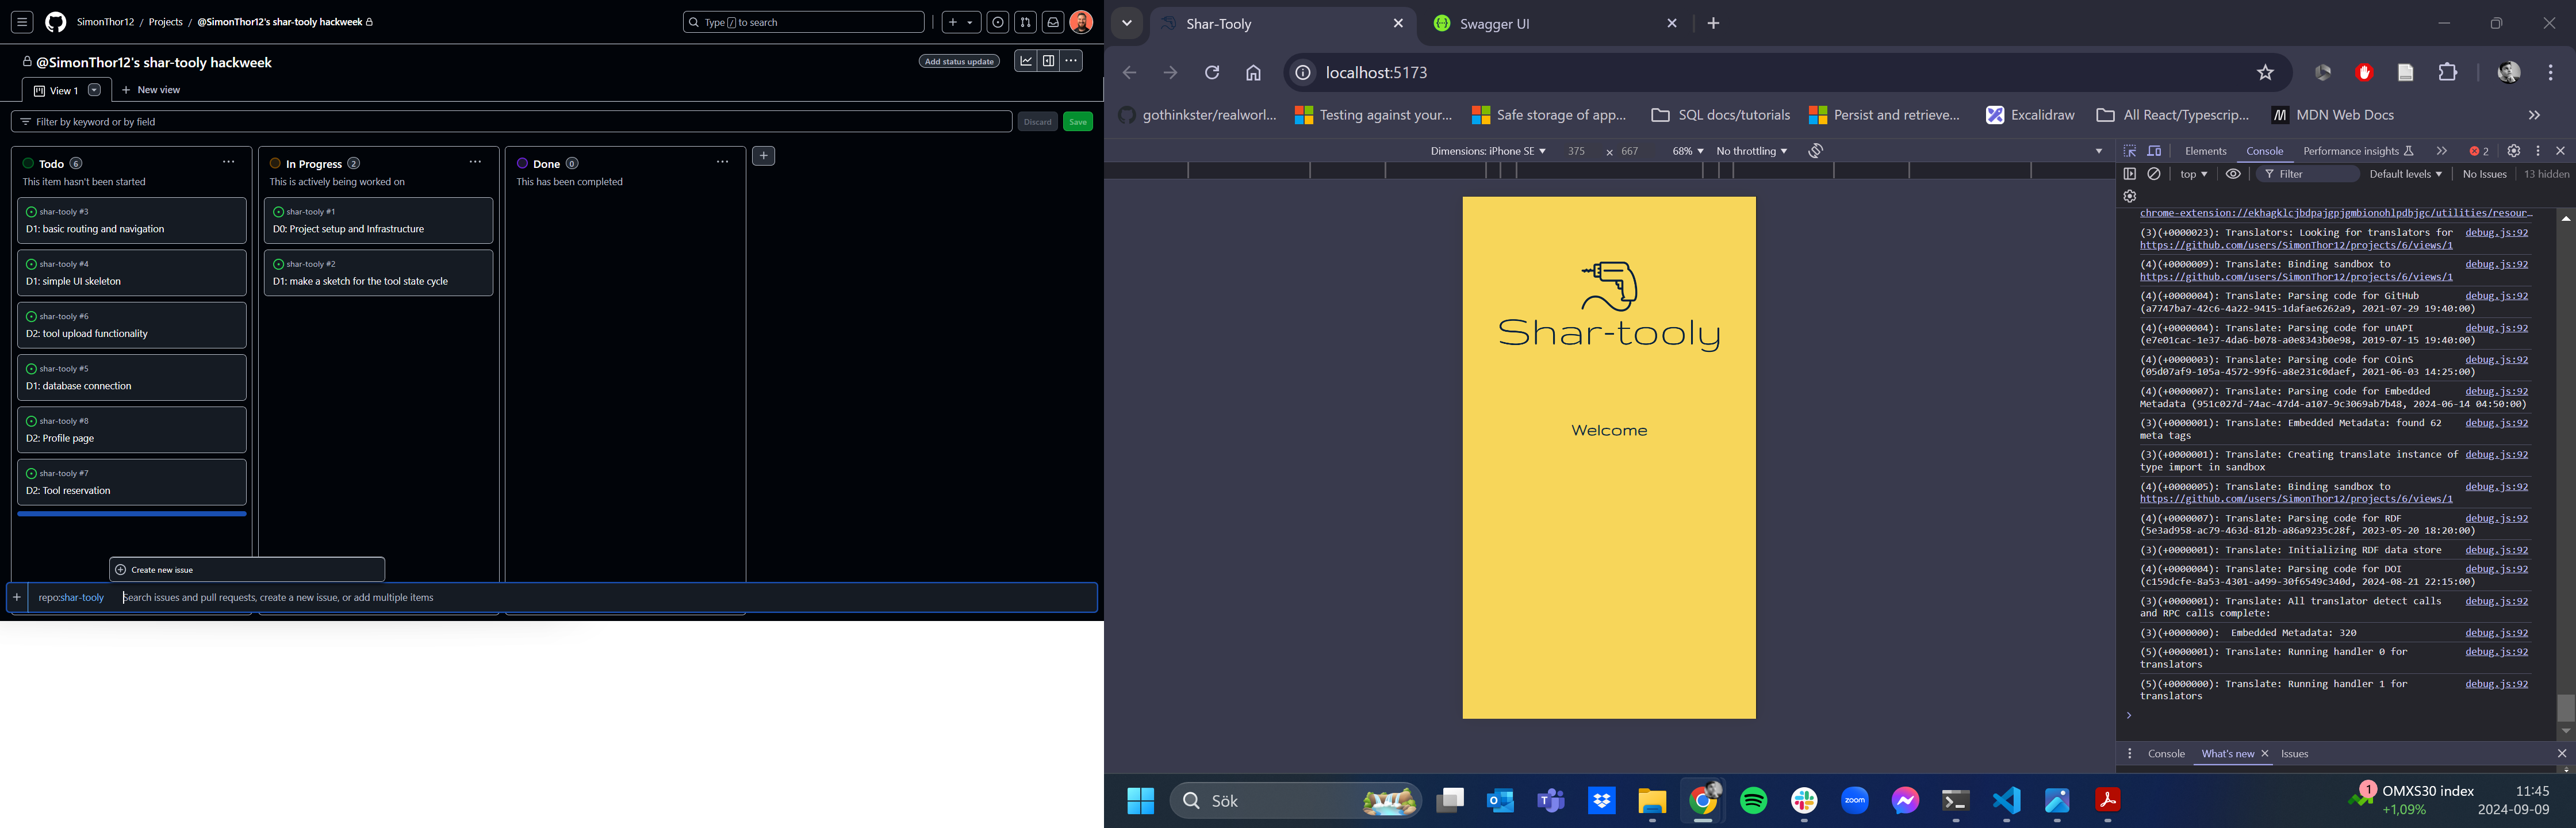 SimonThor12 / Projects / @SimonThor12's shar-tooly hackweek
Type / to search
@SimonThor12's shar-tooly hackweek
Add status update
View 1
New view
Filter by keyword or by field
Discard
Save
Todo 6
This item hasn't been started
shar-tooly #3
D1: basic routing and navigation
shar-tooly #4
D1: simple UI skeleton
shar-tooly #6
D2: tool upload functionality
shar-tooly #5
D1: database connection
shar-tooly #8
D2: Profile page
shar-tooly #7
D2: Tool reservation
In Progress 2
This is actively being worked on
shar-tooly #1
D0: Project setup and Infrastructure
shar-tooly #2
D1: make a sketch for the tool state cycle
Done 0
This has been completed
Create new issue
repo:shar-tooly Search issues and pull requests, create a new issue, or add multiple items
Shar-Tooly
Swagger UI
localhost:5173
gothinkster/realworl...
Testing against your...
Safe storage of app...
SQL docs/tutorials
Persist and retrieve...
Excalidraw
All React/Typescrip...
MDN Web Docs
Dimensions: iPhone SE 375 × 667 68% No throttling
Shar-tooly
Welcome
Elements Console Performance insights 2
top Filter Default levels No Issues 13 hidden
chrome-extension://ekhagklcjbdpajgpjgmbionohlpdbjgc/utilities/resour...
(3)(+0000023): Translators: Looking for translators for debug.js:92
https://github.com/users/SimonThor12/projects/6/views/1
(4)(+0000009): Translate: Binding sandbox to debug.js:92
https://github.com/users/SimonThor12/projects/6/views/1
(4)(+0000004): Translate: Parsing code for GitHub debug.js:92
(a7747ba7-42c6-4a22-9415-1dafae6262a9, 2021-07-29 19:40:00)
(4)(+0000004): Translate: Parsing code for unAPI debug.js:92
(e7e01cac-1e37-4da6-b078-a0e8343b0e98, 2019-07-15 19:40:00)
(4)(+0000003): Translate: Parsing code for COinS debug.js:92
(05d07af9-105a-4572-99f6-a8e231c0daef, 2021-06-03 14:25:00)
(4)(+0000007): Translate: Parsing code for Embedded debug.js:92
Metadata (951c027d-74ac-47d4-a107-9c3069ab7b48, 2024-06-14 04:50:00)
(3)(+0000001): Translate: Embedded Metadata: found 62 debug.js:92
meta tags
(3)(+0000001): Translate: Creating translate instance of debug.js:92
type import in sandbox
(4)(+0000005): Translate: Binding sandbox to debug.js:92
https://github.com/users/SimonThor12/projects/6/views/1
(4)(+0000007): Translate: Parsing code for RDF debug.js:92
(5e3ad958-ac79-463d-812b-a86a9235c28f, 2023-05-20 18:20:00)
(3)(+0000001): Translate: Initializing RDF data store debug.js:92
(4)(+0000004): Translate: Parsing code for DOI debug.js:92
(c159dcfe-8a53-4301-a499-30f6549c340d, 2024-08-21 22:15:00)
(3)(+0000001): Translate: All translator detect calls debug.js:92
and RPC calls complete:
(3)(+0000000): Embedded Metadata: 320 debug.js:92
(5)(+0000001): Translate: Running handler 0 for debug.js:92
translators
(5)(+0000000): Translate: Running handler 1 for debug.js:92
translators
Console What's new Issues
Sök
zoom
1
OMXS30 index
+1,09%
11:45
2024-09-09